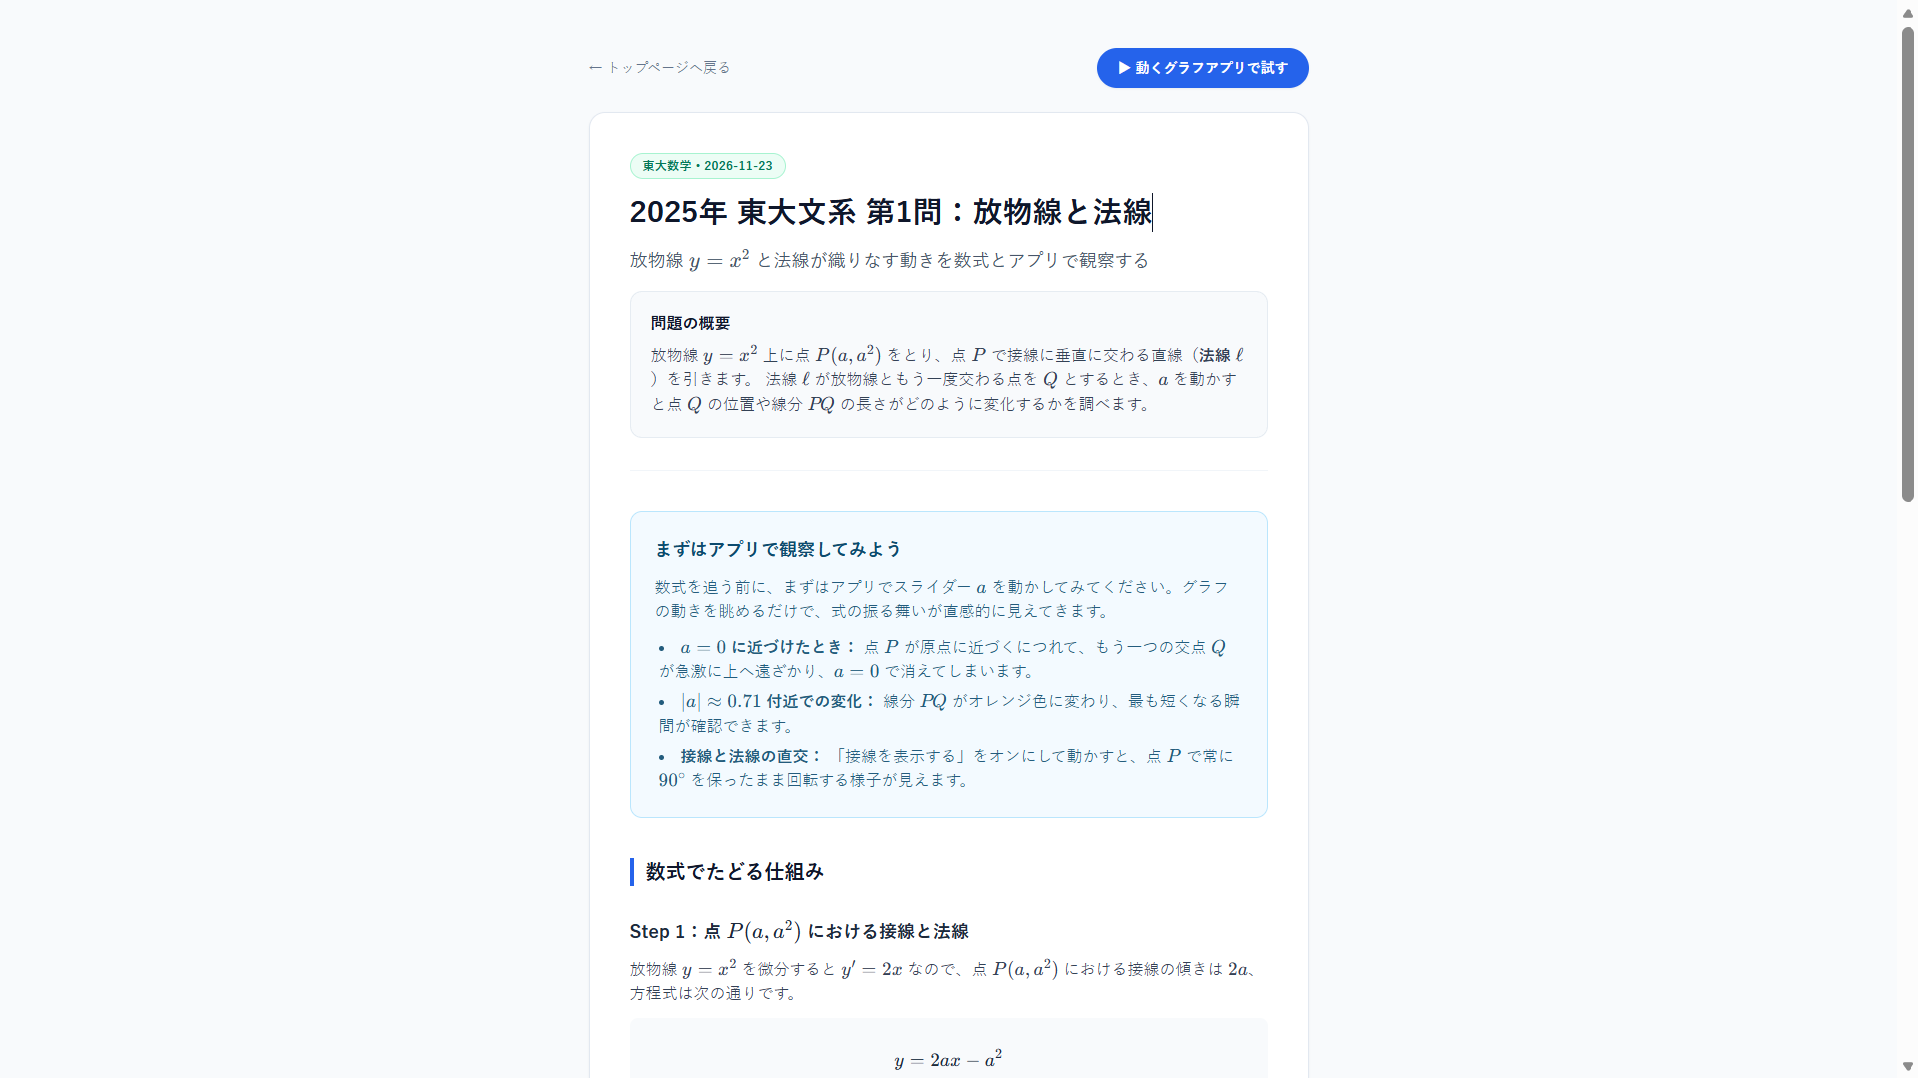 ← トップページへ戻る
▶ 動くグラフアプリで試す
東大数学・2026-11-23
2025年 東大文系 第1問：放物線と法線
放物線 y = x² と法線が織りなす動きを数式とアプリで観察する
問題の概要
放物線 y = x² 上に点 P(a, a²) をとり、点 P で接線に垂直に交わる直線（法線 ℓ
）を引きます。 法線 ℓ が放物線ともう一度交わる点を Q とするとき、a を動かす
と点 Q の位置や線分 PQ の長さがどのように変化するかを調べます。
まずはアプリで観察してみよう
数式を追う前に、まずはアプリでスライダー a を動かしてみてください。グラフ
の動きを眺めるだけで、式の振る舞いが直感的に見えてきます。
• a = 0 に近づけたとき： 点 P が原点に近づくにつれて、もう一つの交点 Q
が急激に上へ遠ざかり、a = 0 で消えてしまいます。
• |a| ≈ 0.71 付近での変化： 線分 PQ がオレンジ色に変わり、最も短くなる瞬
間が確認できます。
• 接線と法線の直交： 「接線を表示する」をオンにして動かすと、点 P で常に
90° を保ったまま回転する様子が見えます。
数式でたどる仕組み
Step 1：点 P(a, a²) における接線と法線
放物線 y = x² を微分すると y′ = 2x なので、点 P(a, a²) における接線の傾きは 2a、
方程式は次の通りです。
y = 2ax − a²